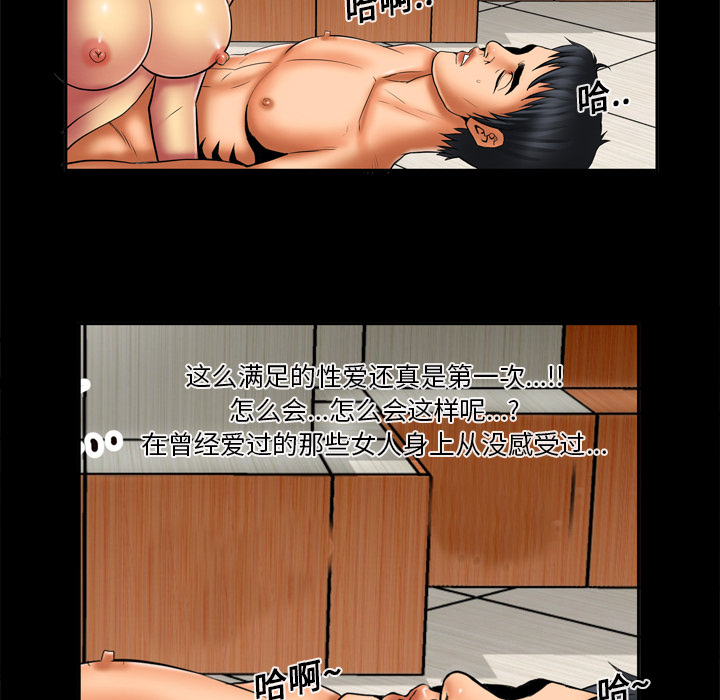 哈啊..
哈..
这么满足的性爱还真是第一次...!!
怎么会...怎么会这样呢...?
在曾经爱过的那些女人身上从没感受过...
哈啊~
哈~